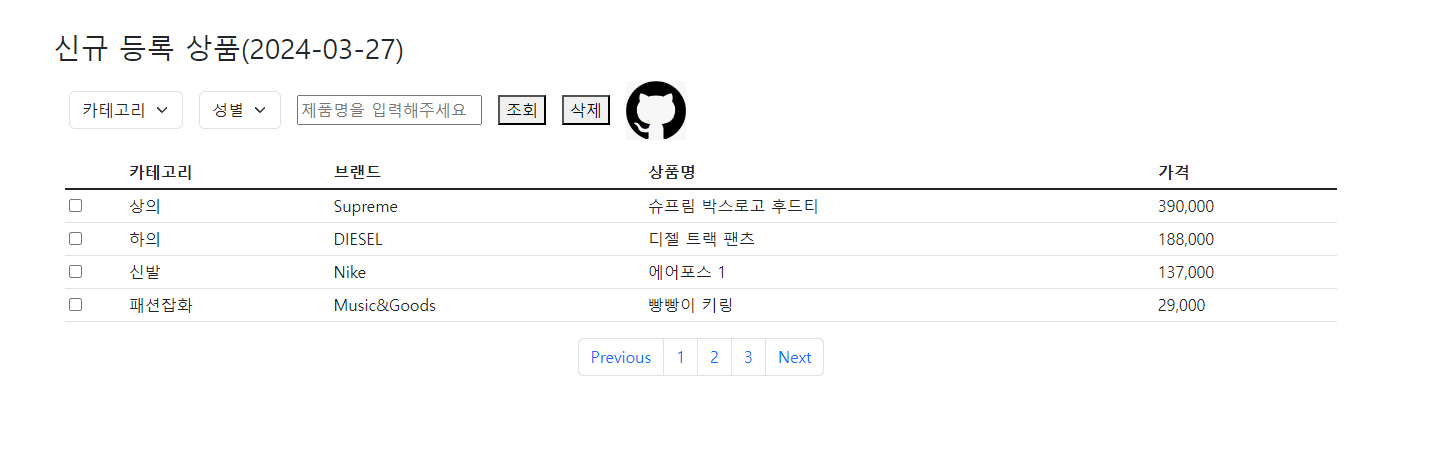 신규 등록 상품(2024-03-27)
카테고리 성별 제품명을 입력해주세요 조회 삭제
카테고리 브랜드 상품명 가격
상의 Supreme 슈프림 박스로고 후드티 390,000
하의 DIESEL 디젤 트랙 팬츠 188,000
신발 Nike 에어포스 1 137,000
패션잡화 Music&Goods 빵빵이 키링 29,000
Previous 1 2 3 Next